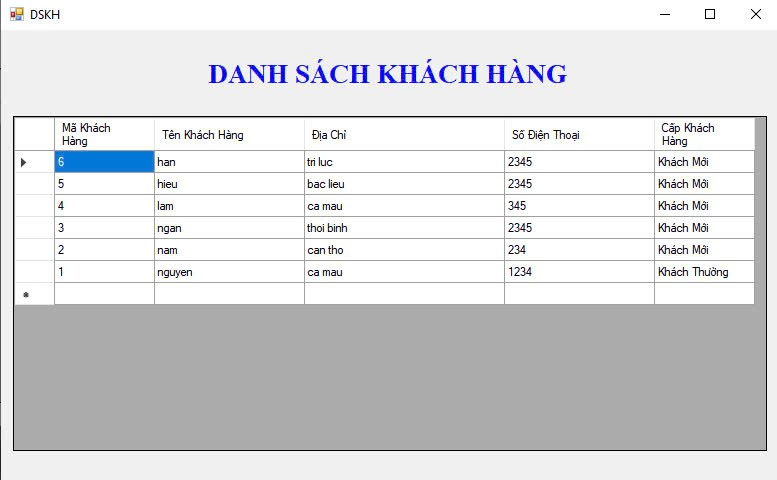 DSKH
DANH SÁCH KHÁCH HÀNG
Mã Khách Hàng Tên Khách Hàng Địa Chỉ Số Điện Thoại Cấp Khách Hàng
6 han tri luc 2345 Khách Mới
5 hieu bac lieu 2345 Khách Mới
4 lam ca mau 345 Khách Mới
3 ngan thoi binh 2345 Khách Mới
2 nam can tho 234 Khách Mới
1 nguyen ca mau 1234 Khách Thường